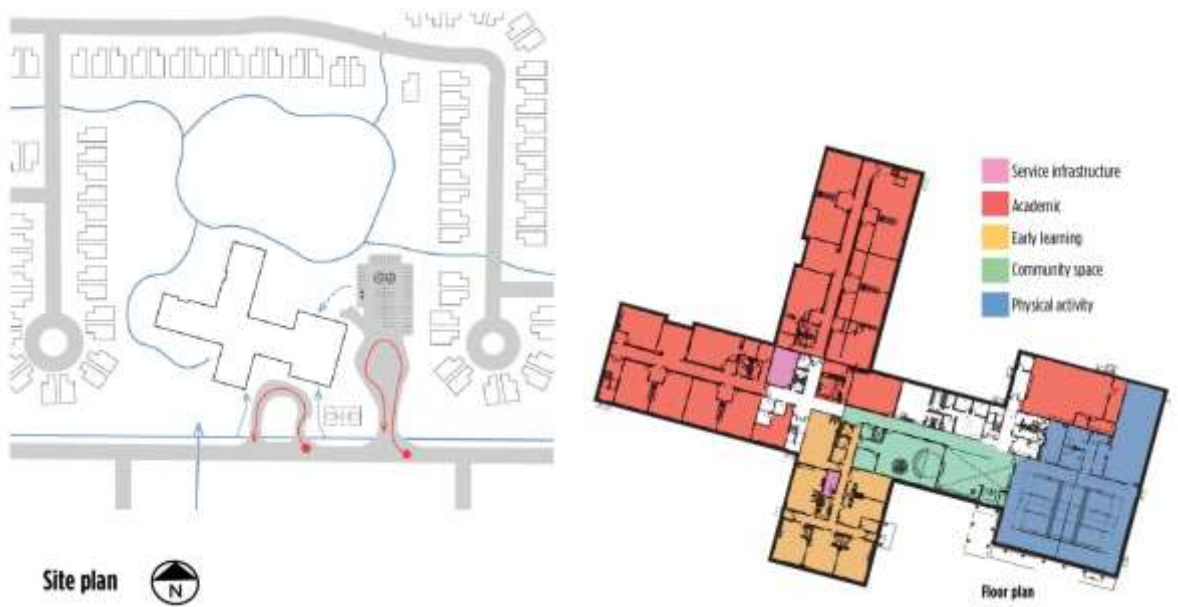 Service infrastructure
Academic
Early learning
Community space
Physical activity
Site plan
N
Floor plan